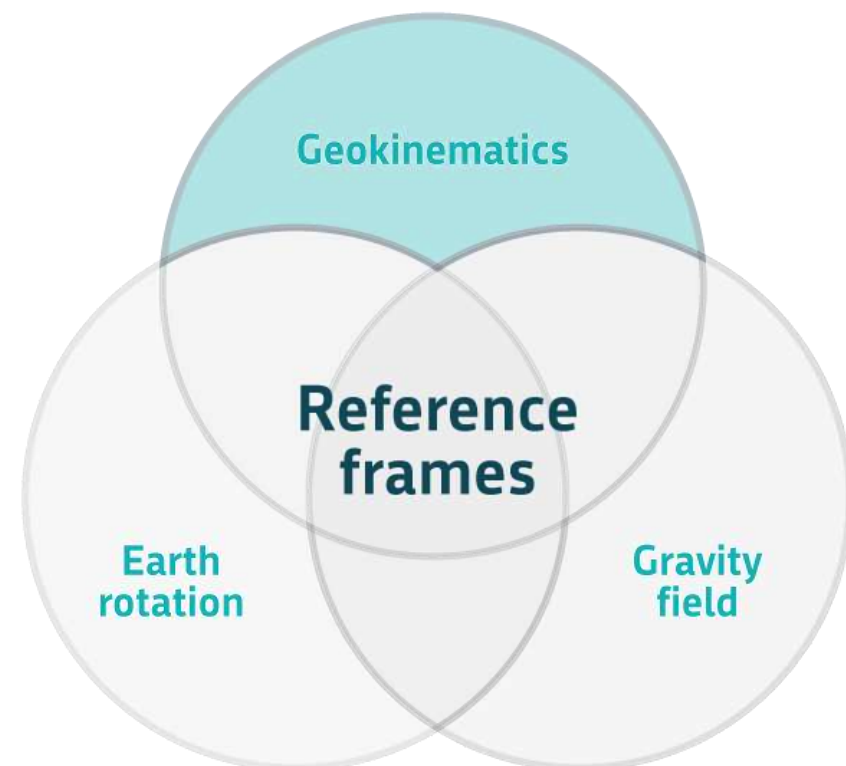 Geokinematics
Reference
frames
Earth
rotation
Gravity
field